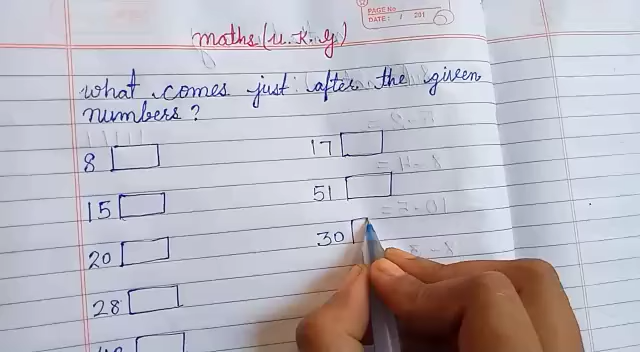 PAGE No
DATE: / 201
maths (U.K.G)
what comes just after the given
numbers?
8 17
15 51
20 30
28